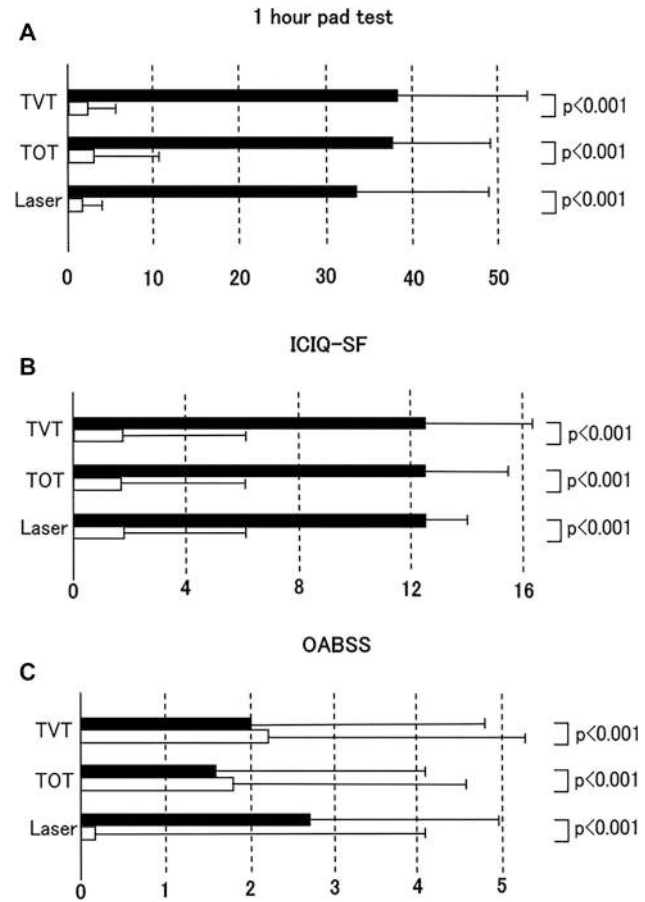 1 hour pad test
A
TVT
p<0.001
TOT
p<0.001
Laser
p<0.001
0 10 20 30 40 50
ICIQ-SF
B
TVT
p<0.001
TOT
p<0.001
Laser
p<0.001
0 4 8 12 16
OABSS
C
TVT
p<0.001
TOT
p<0.001
Laser
p<0.001
0 1 2 3 4 5